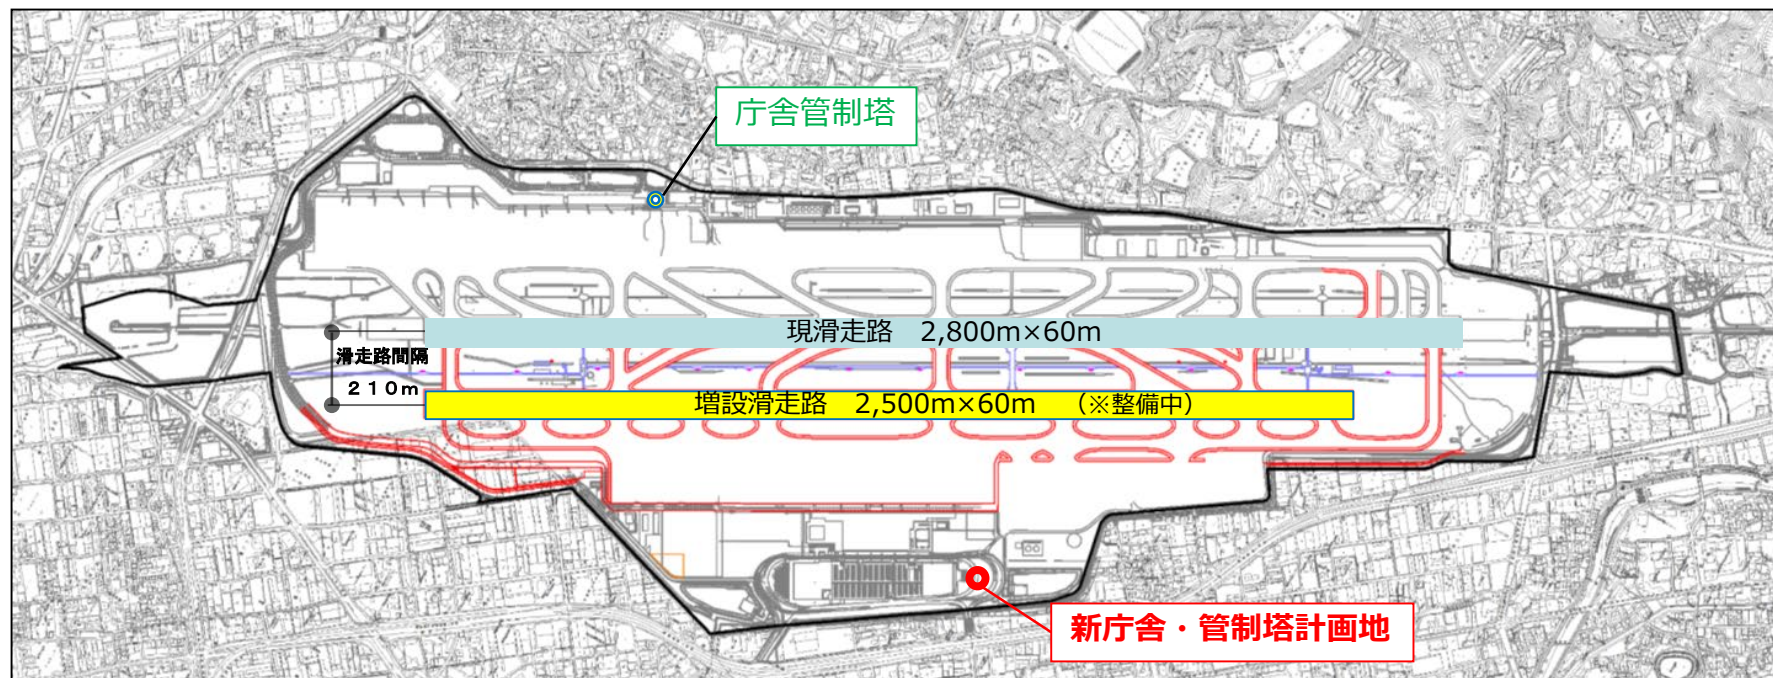 庁舎管制塔
現滑走路　2,800m×60m
滑走路間隔
２１０ｍ
増設滑走路　2,500m×60m　（※整備中）
新庁舎・管制塔計画地